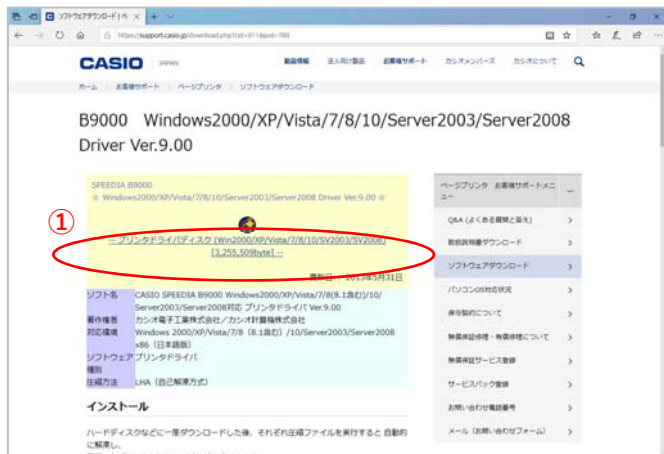 ソフトウェアダウンロード | ペ
https://support.casio.jp/download.php?cid=011&pid=780
CASIO JAPAN 製品情報 法人向け製品 お客様サポート カシオメンバーズ カシオについて
ホーム お客様サポート ページプリンタ ソフトウェアダウンロード
B9000 Windows2000/XP/Vista/7/8/10/Server2003/Server2008
Driver Ver.9.00
SPEEDIA B9000
Windows2000/XP/Vista/7/8/10/Server2003/Server2008 Driver Ver.9.00
①
-- プリンタドライバディスク (Win2000/XP/Vista/7/8/10/SV2003/SV2008)
[3,255,509byte] --
更新日 : 2013年5月31日
ソフト名 CASIO SPEEDIA B9000 Windows2000/XP/Vista/7/8(8.1含む)/10/
Server2003/Server2008対応 プリンタドライバ Ver.9.00
著作権者 カシオ電子工業株式会社/カシオ計算機株式会社
対応環境 Windows 2000/XP/Vista/7/8 (8.1含む) /10/Server2003/Server2008
x86 (日本語版)
ソフトウェア プリンタドライバ
種別
圧縮方法 LHA (自己解凍方式)
インストール
ハードディスクなどに一度ダウンロードした後、それぞれ圧縮ファイルを実行すると 自動的
に解凍し、
ページプリンタ お客様サポートメニ
ュー
Q&A (よくある質問と答え)
取扱説明書ダウンロード
ソフトウェアダウンロード
パソコンOS対応状況
保守契約について
無償保証修理・有償修理について
無償保証サービス登録
サービスパック登録
お問い合わせ電話番号
メール (お問い合わせフォーム)